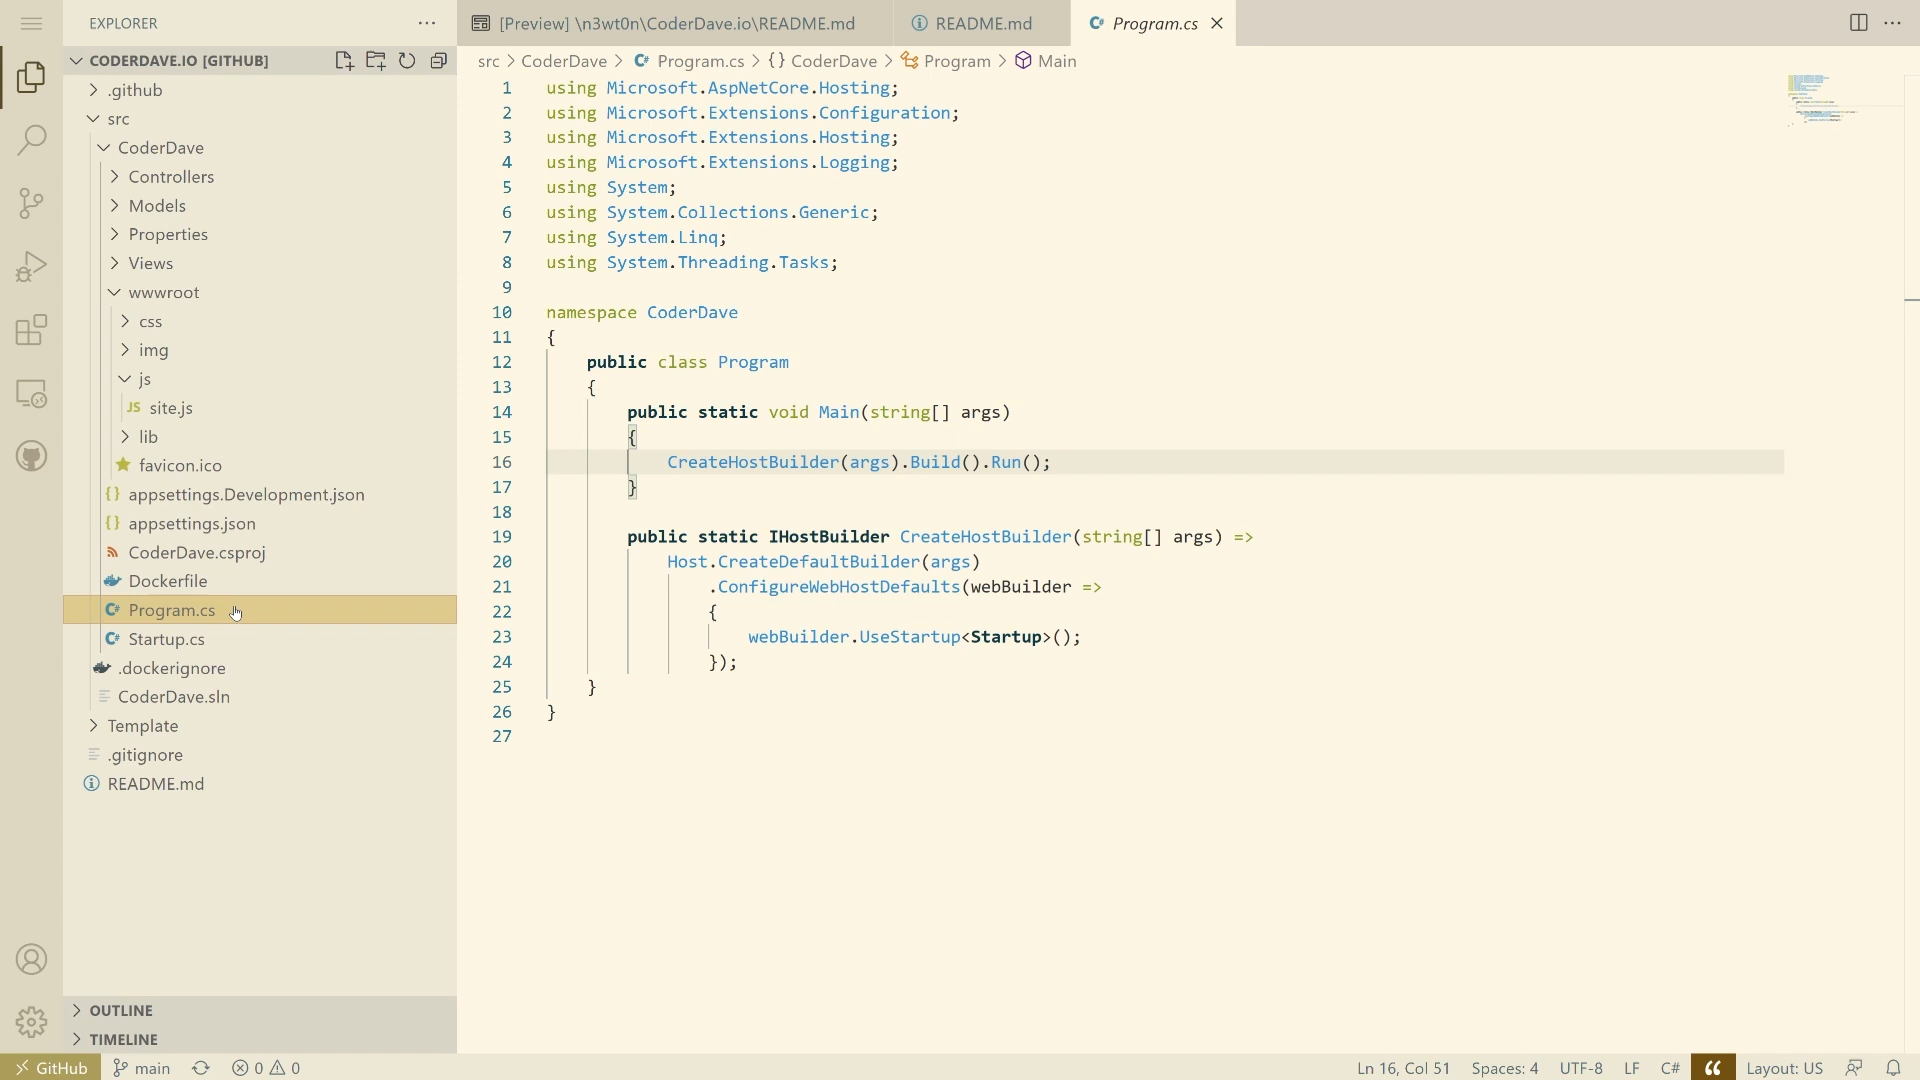 EXPLORER
[Preview] \n3wt0n\CoderDave.io\README.md
README.md
Program.cs
CODERDAVE.IO [GITHUB]
.github
src
CoderDave
Controllers
Models
Properties
Views
wwwroot
css
img
js
JS site.js
lib
favicon.ico
{} appsettings.Development.json
{} appsettings.json
CoderDave.csproj
Dockerfile
C# Program.cs
C# Startup.cs
.dockerignore
CoderDave.sln
Template
.gitignore
README.md
OUTLINE
TIMELINE
src > CoderDave > C# Program.cs > {} CoderDave > Program > Main
1 using Microsoft.AspNetCore.Hosting;
2 using Microsoft.Extensions.Configuration;
3 using Microsoft.Extensions.Hosting;
4 using Microsoft.Extensions.Logging;
5 using System;
6 using System.Collections.Generic;
7 using System.Linq;
8 using System.Threading.Tasks;
9
10 namespace CoderDave
11 {
12 public class Program
13 {
14 public static void Main(string[] args)
15 {
16 CreateHostBuilder(args).Build().Run();
17 }
18
19 public static IHostBuilder CreateHostBuilder(string[] args) =>
20 Host.CreateDefaultBuilder(args)
21 .ConfigureWebHostDefaults(webBuilder =>
22 {
23 webBuilder.UseStartup<Startup>();
24 });
25 }
26 }
27
GitHub main 0 0 Ln 16, Col 51 Spaces: 4 UTF-8 LF C# Layout: US